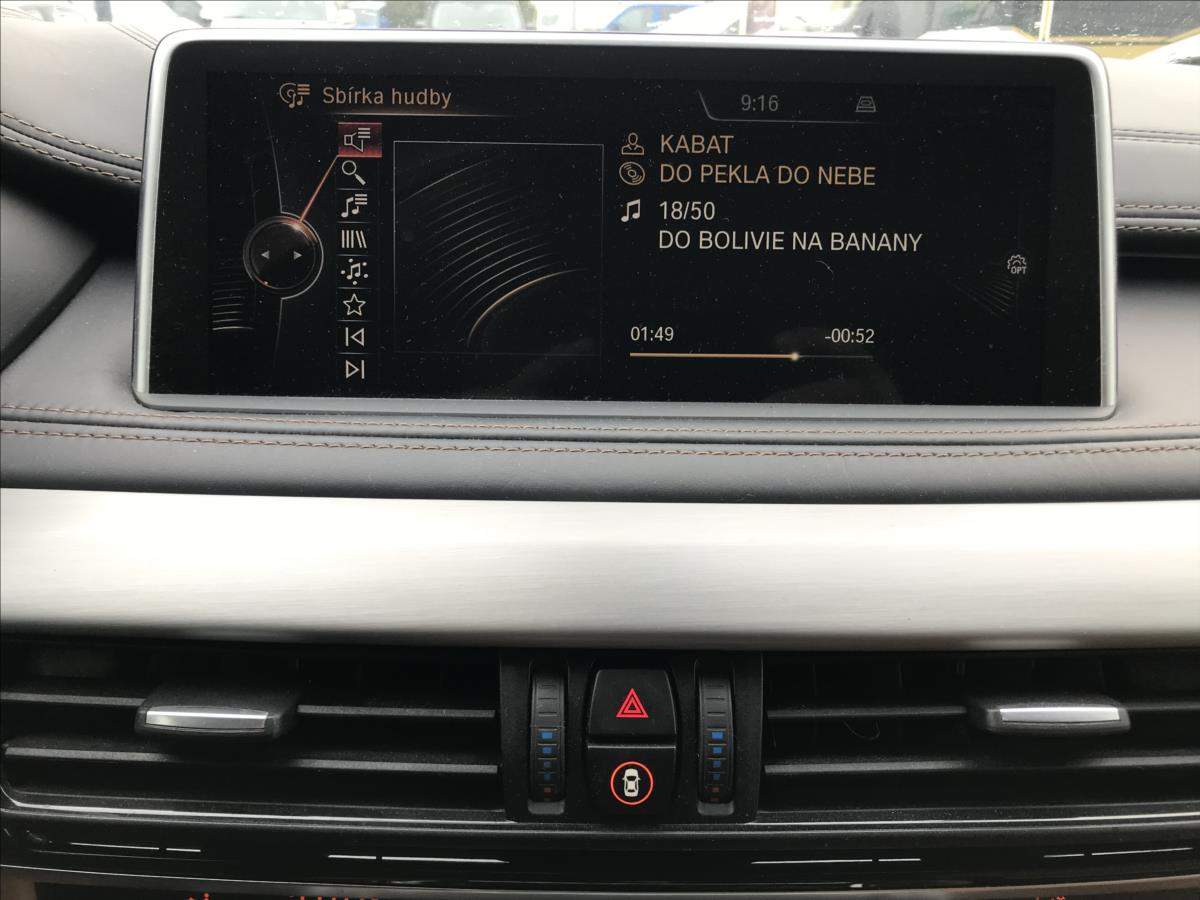 Sbírka hudby
9:16
KABAT
DO PEKLA DO NEBE
18/50
DO BOLIVIE NA BANANY
OPT
01:49
-00:52